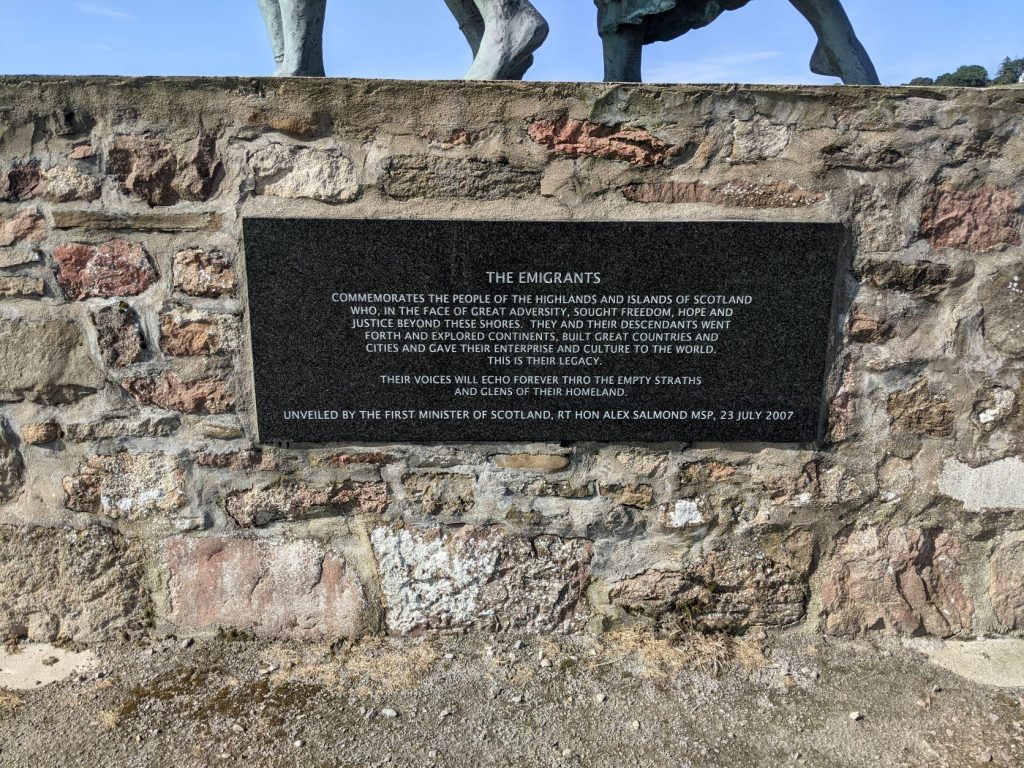 THE EMIGRANTS
COMMEMORATES THE PEOPLE OF THE HIGHLANDS AND ISLANDS OF SCOTLAND
WHO, IN THE FACE OF GREAT ADVERSITY, SOUGHT FREEDOM, HOPE AND
JUSTICE BEYOND THESE SHORES. THEY AND THEIR DESCENDANTS WENT
FORTH AND EXPLORED CONTINENTS, BUILT GREAT COUNTRIES AND
CITIES AND GAVE THEIR ENTERPRISE AND CULTURE TO THE WORLD.
THIS IS THEIR LEGACY.
THEIR VOICES WILL ECHO FOREVER THRO THE EMPTY STRATHS
AND GLENS OF THEIR HOMELAND.
UNVEILED BY THE FIRST MINISTER OF SCOTLAND, RT HON ALEX SALMOND MSP, 23 JULY 2007